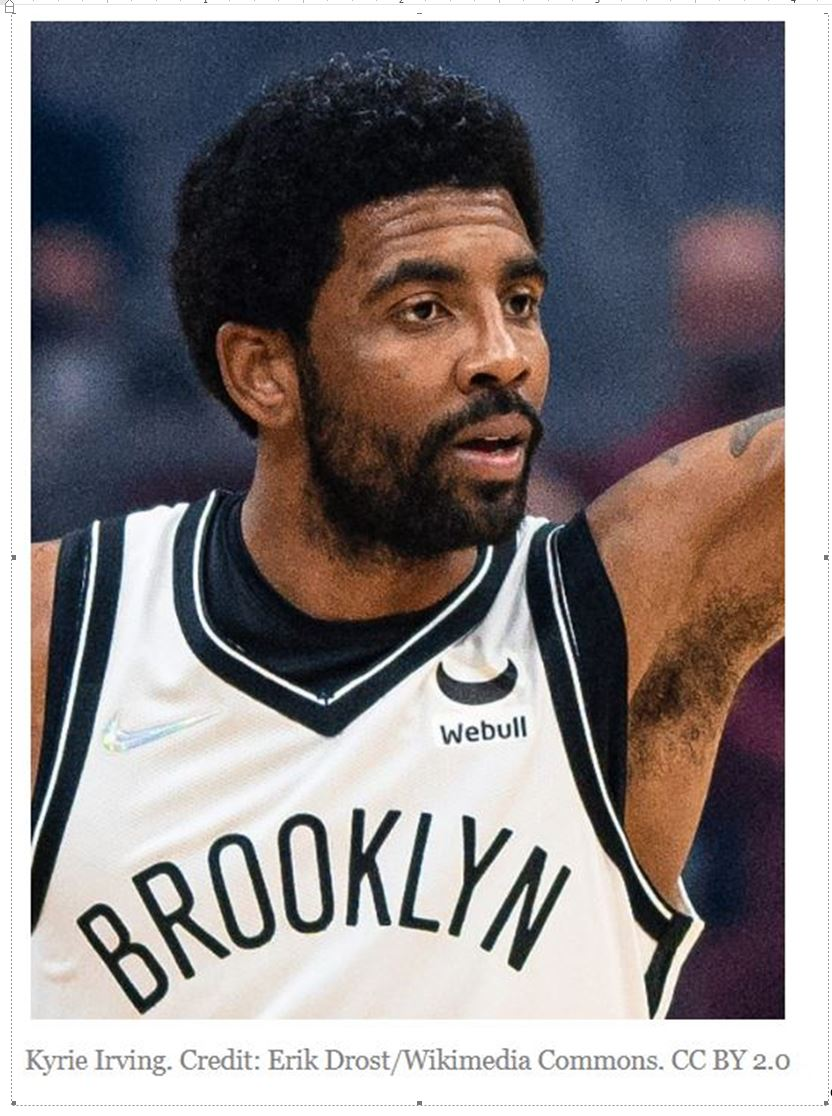 Webull
BROOKLYN
Kyrie Irving. Credit: Erik Drost/Wikimedia Commons. CC BY 2.0